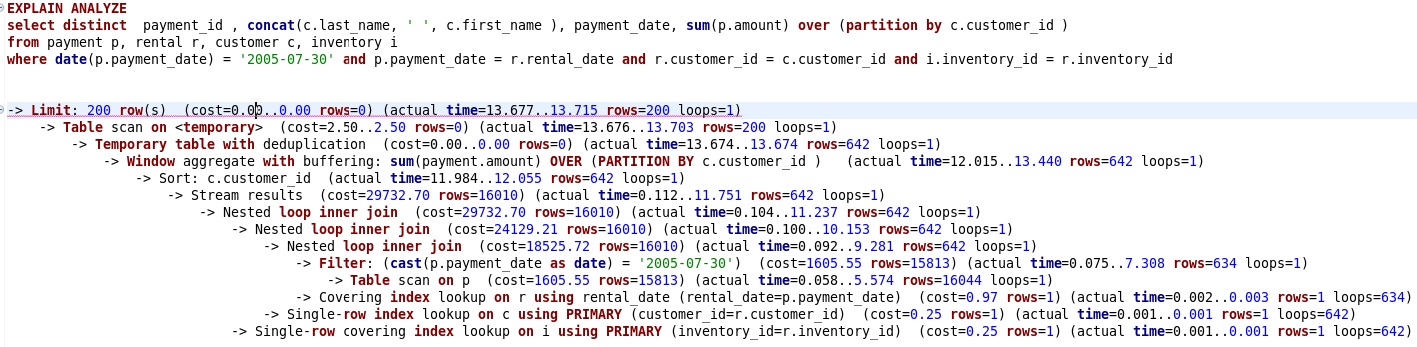 EXPLAIN ANALYZE
select distinct  payment_id , concat(c.last_name, ' ', c.first_name ), payment_date, sum(p.amount) over (partition by c.customer_id )
from payment p, rental r, customer c, inventory i
where date(p.payment_date) = '2005-07-30' and p.payment_date = r.rental_date and r.customer_id = c.customer_id and i.inventory_id = r.inventory_id
-> Limit: 200 row(s)  (cost=0.00..0.00 rows=0) (actual time=13.677..13.715 rows=200 loops=1)
-> Table scan on <temporary>  (cost=2.50..2.50 rows=0) (actual time=13.676..13.703 rows=200 loops=1)
-> Temporary table with deduplication  (cost=0.00..0.00 rows=0) (actual time=13.674..13.674 rows=642 loops=1)
-> Window aggregate with buffering: sum(payment.amount) OVER (PARTITION BY c.customer_id )   (actual time=12.015..13.440 rows=642 loops=1)
-> Sort: c.customer_id  (actual time=11.984..12.055 rows=642 loops=1)
-> Stream results  (cost=29732.70 rows=16010) (actual time=0.112..11.751 rows=642 loops=1)
-> Nested loop inner join  (cost=29732.70 rows=16010) (actual time=0.104..11.237 rows=642 loops=1)
-> Nested loop inner join  (cost=24129.21 rows=16010) (actual time=0.100..10.153 rows=642 loops=1)
-> Nested loop inner join  (cost=18525.72 rows=16010) (actual time=0.092..9.281 rows=642 loops=1)
-> Filter: (cast(p.payment_date as date) = '2005-07-30')  (cost=1605.55 rows=15813) (actual time=0.075..7.308 rows=634 loops=1)
-> Table scan on p  (cost=1605.55 rows=15813) (actual time=0.058..5.574 rows=16044 loops=1)
-> Covering index lookup on r using rental_date (rental_date=p.payment_date)  (cost=0.97 rows=1) (actual time=0.002..0.003 rows=1 loops=634)
-> Single-row index lookup on c using PRIMARY (customer_id=r.customer_id)  (cost=0.25 rows=1) (actual time=0.001..0.001 rows=1 loops=642)
-> Single-row covering index lookup on i using PRIMARY (inventory_id=r.inventory_id)  (cost=0.25 rows=1) (actual time=0.001..0.001 rows=1 loops=642)